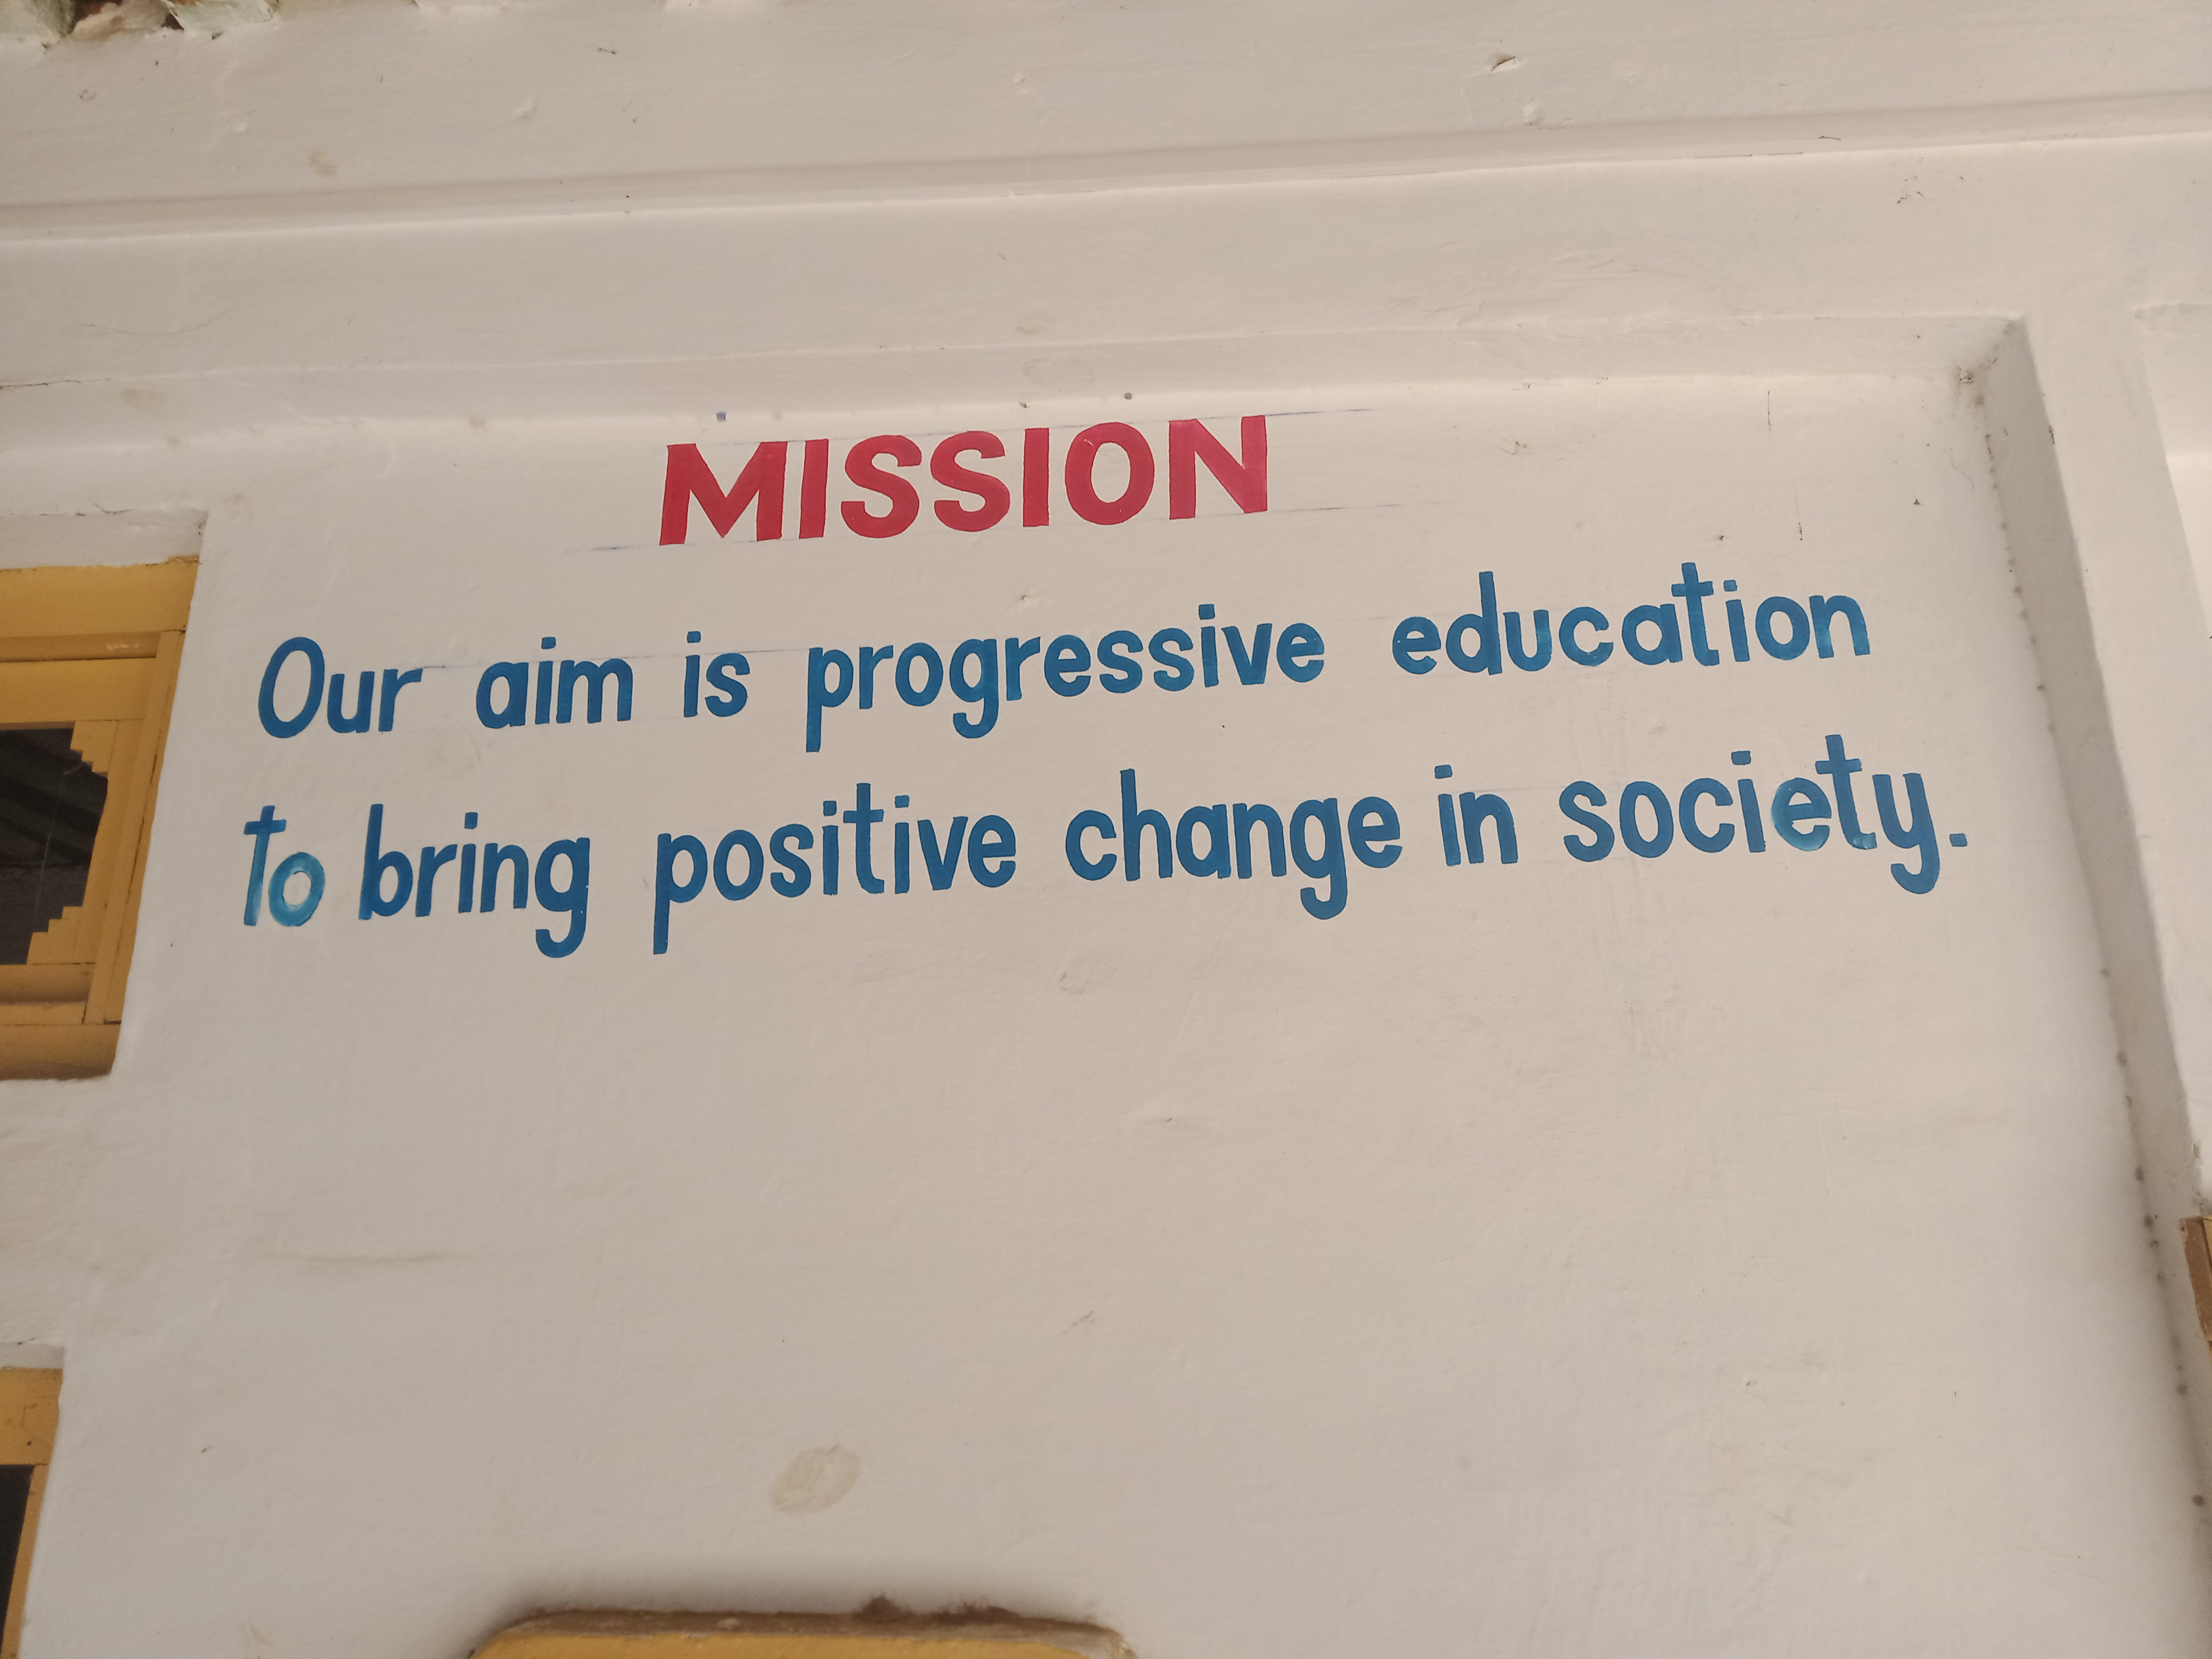 MISSION
Our aim is progressive education
to bring positive change in society.